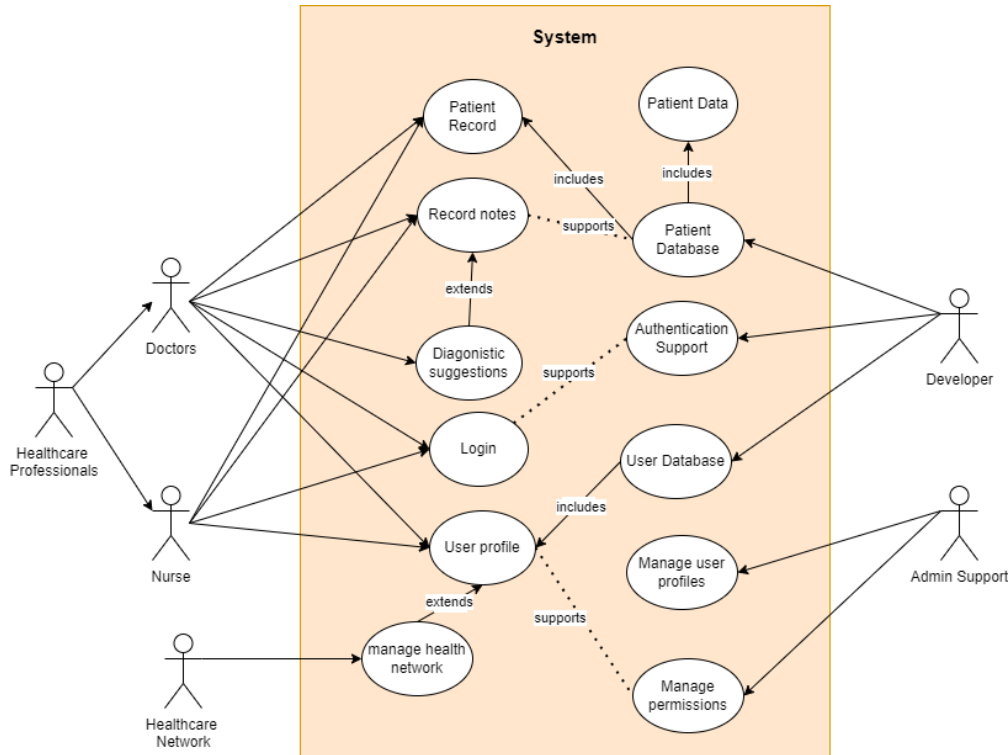 System
Patient
Record
Patient Data
includes
includes
Record notes
supports
Patient
Database
extends
Doctors
Diagonistic
suggestions
supports
Authentication
Support
Developer
Healthcare
Professionals
Login
User Database
includes
Nurse
User profile
Manage user
profiles
Admin Support
extends
supports
manage health
network
Manage
permissions
Healthcare
Network